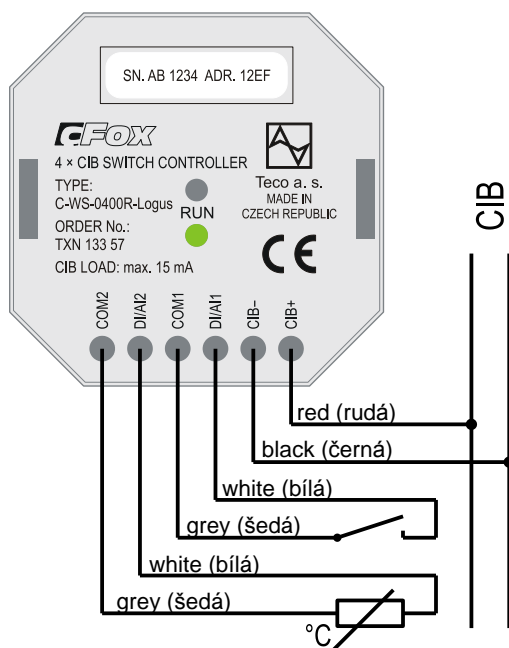 SN. AB 1234 ADR. 12EF
CFOX
4 × CIB SWITCH CONTROLLER
TYPE:
C-WS-0400R-Logus
ORDER No.:
TXN 133 57
CIB LOAD: max. 15 mA
RUN
Teco a. s.
MADE IN
CZECH REPUBLIC
CE
COM2
DI/AI2
COM1
DI/AI1
CIB−
CIB+
CIB
red (rudá)
black (černá)
white (bílá)
grey (šedá)
white (bílá)
grey (šedá)
°C